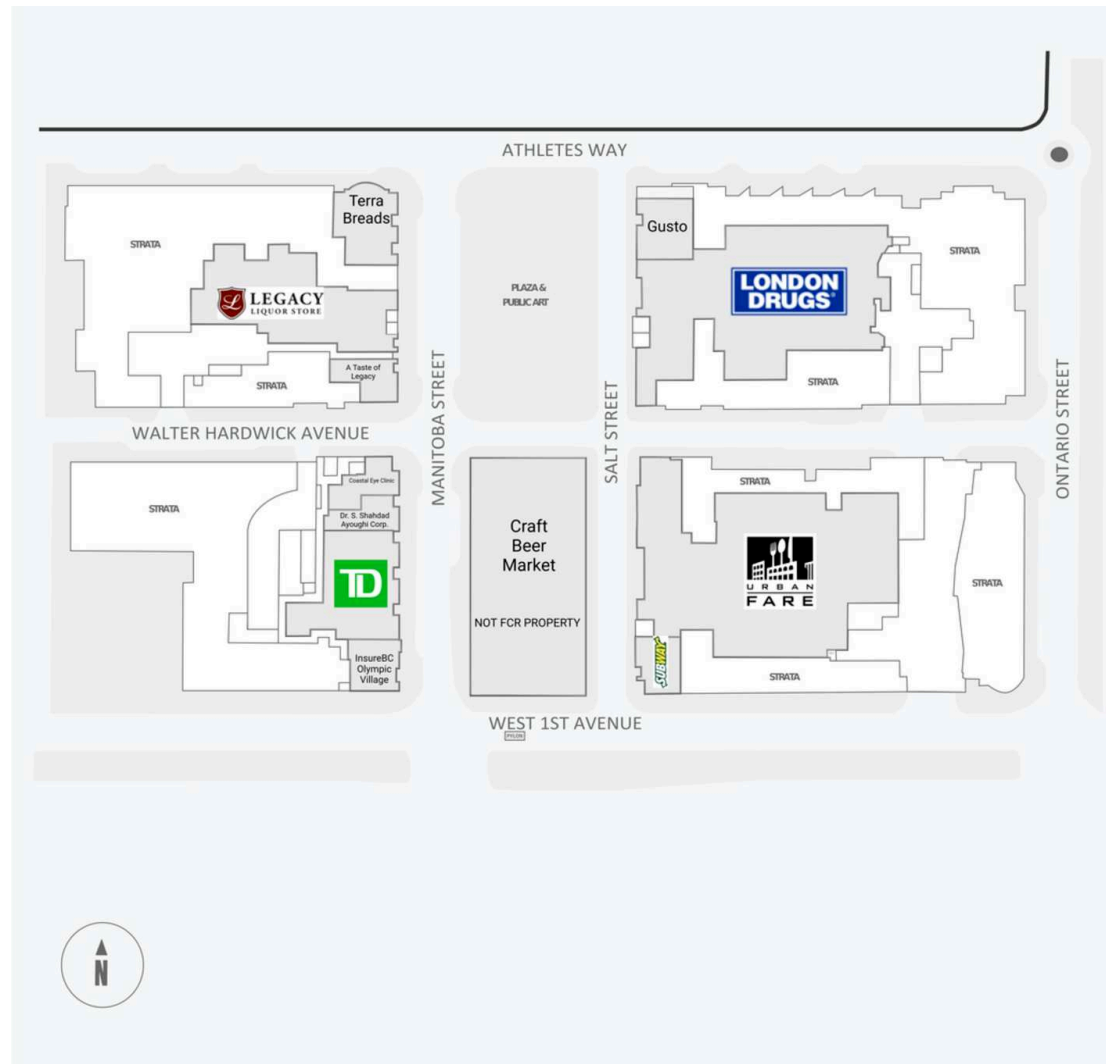 ATHLETES WAY
Terra
Breads
STRATA
LEGACY
LIQUOR STORE
A Taste of
Legacy
STRATA
PLAZA &
PUBLIC ART
Gusto
LONDON
DRUGS
STRATA
STRATA
MANITOBA STREET
SALT STREET
ONTARIO STREET
WALTER HARDWICK AVENUE
STRATA
Coastal Eye Clinic
Dr. S. Shahdad
Ayoughi Corp.
TD
InsureBC
Olympic
Village
Craft
Beer
Market
NOT FCR PROPERTY
STRATA
URBAN
FARE
SUBWAY
STRATA
STRATA
WEST 1ST AVENUE
PYLON
N